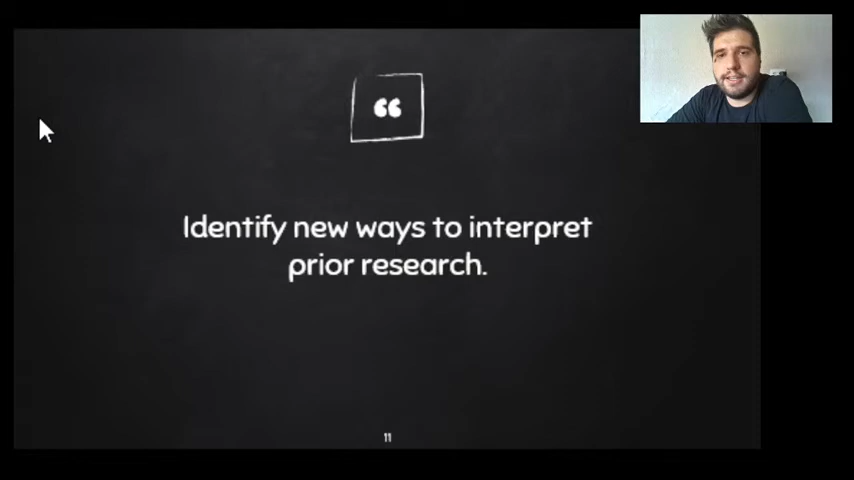 “
Identify new ways to interpret
prior research.
11